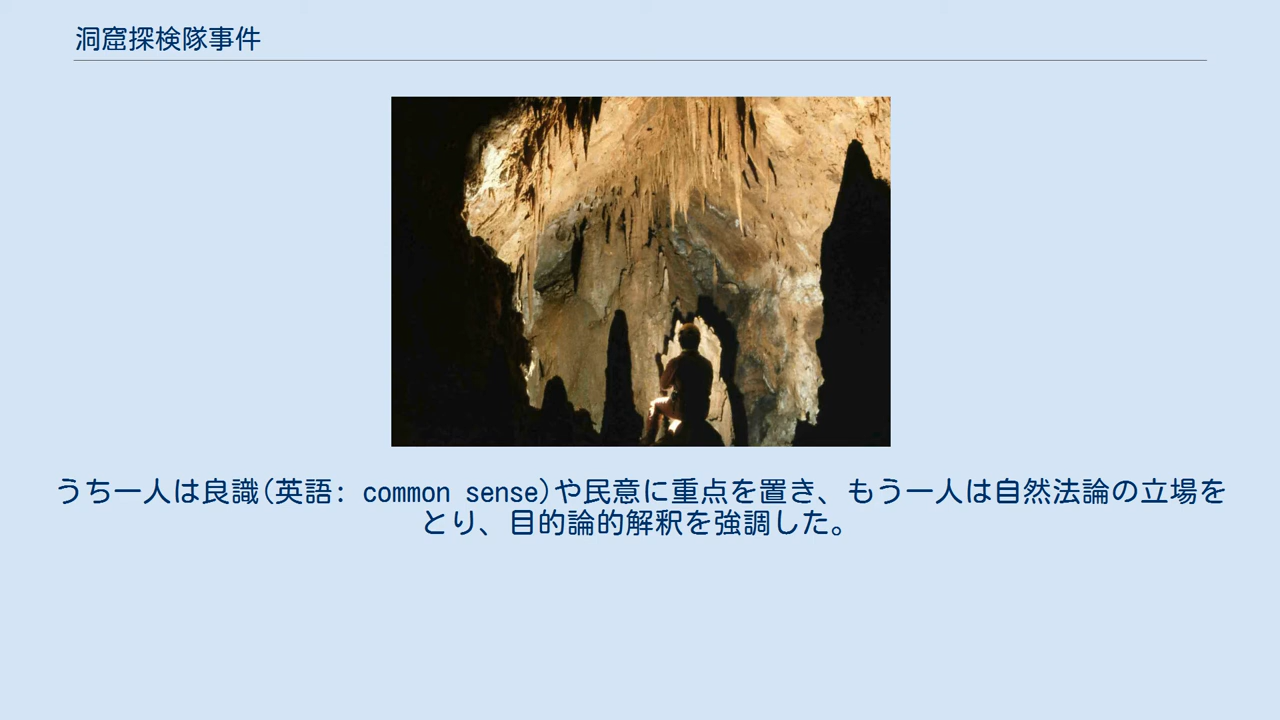 洞窟探検隊事件
うち一人は良識(英語: common sense)や民意に重点を置き、もう一人は自然法論の立場を
とり、目的論的解釈を強調した。